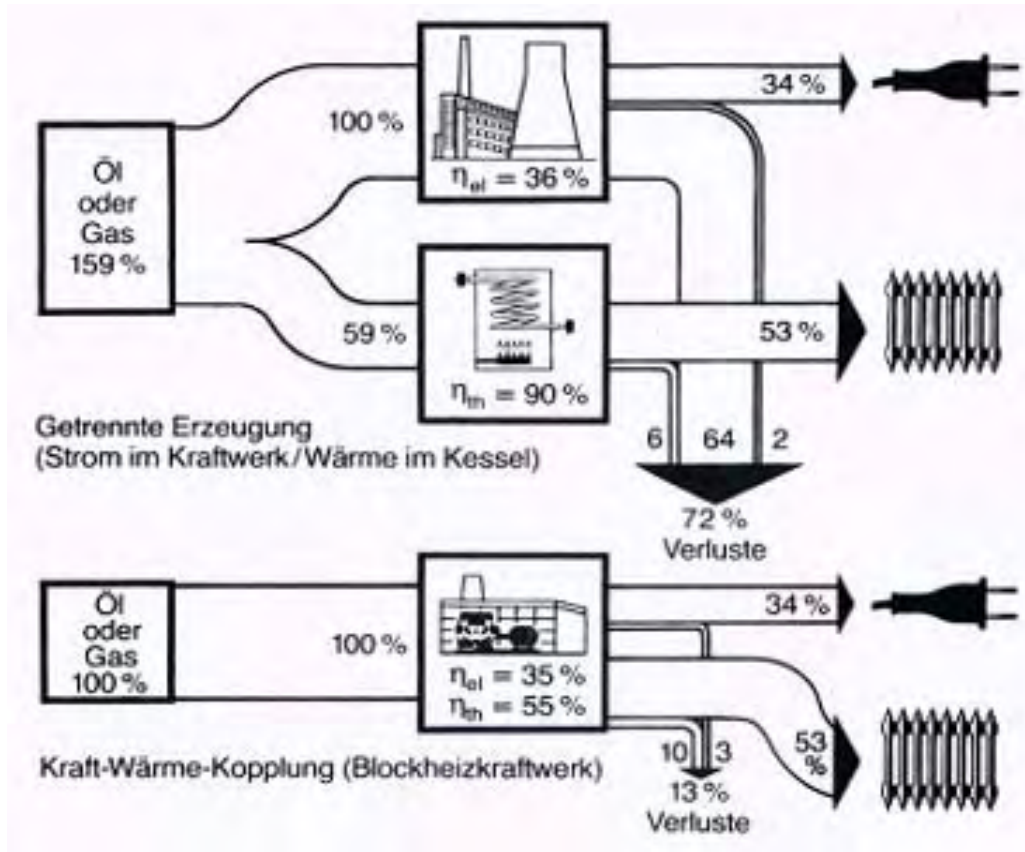 Öl
oder
Gas
159 %
100 %
η_el = 36 %
34 %
59 %
η_th = 90 %
53 %
Getrennte Erzeugung
(Strom im Kraftwerk/Wärme im Kessel)
6 64 2
72 %
Verluste
Öl
oder
Gas
100 %
100 %
η_el = 35 %
η_th = 55 %
34 %
53
%
10 3
13 %
Verluste
Kraft-Wärme-Kopplung (Blockheizkraftwerk)